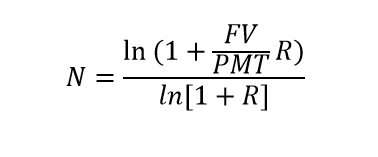 N = ln (1 + FV/PMT R) / ln[1 + R]